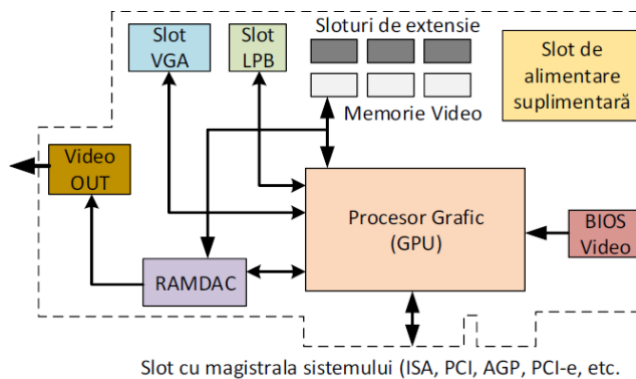 Slot
VGA
Slot
LPB
Sloturi de extensie
Memorie Video
Slot de
alimentare
suplimentară
Video
OUT
Procesor Grafic
(GPU)
BIOS
Video
RAMDAC
Slot cu magistrala sistemului (ISA, PCI, AGP, PCI-e, etc.